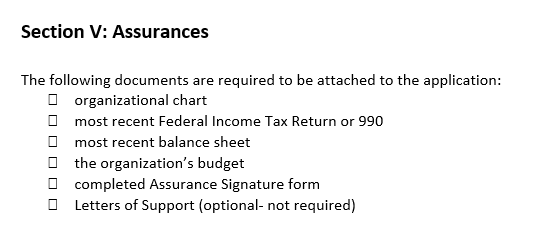 Section V: Assurances
The following documents are required to be attached to the application:
☐ organizational chart
☐ most recent Federal Income Tax Return or 990
☐ most recent balance sheet
☐ the organization's budget
☐ completed Assurance Signature form
☐ Letters of Support (optional- not required)